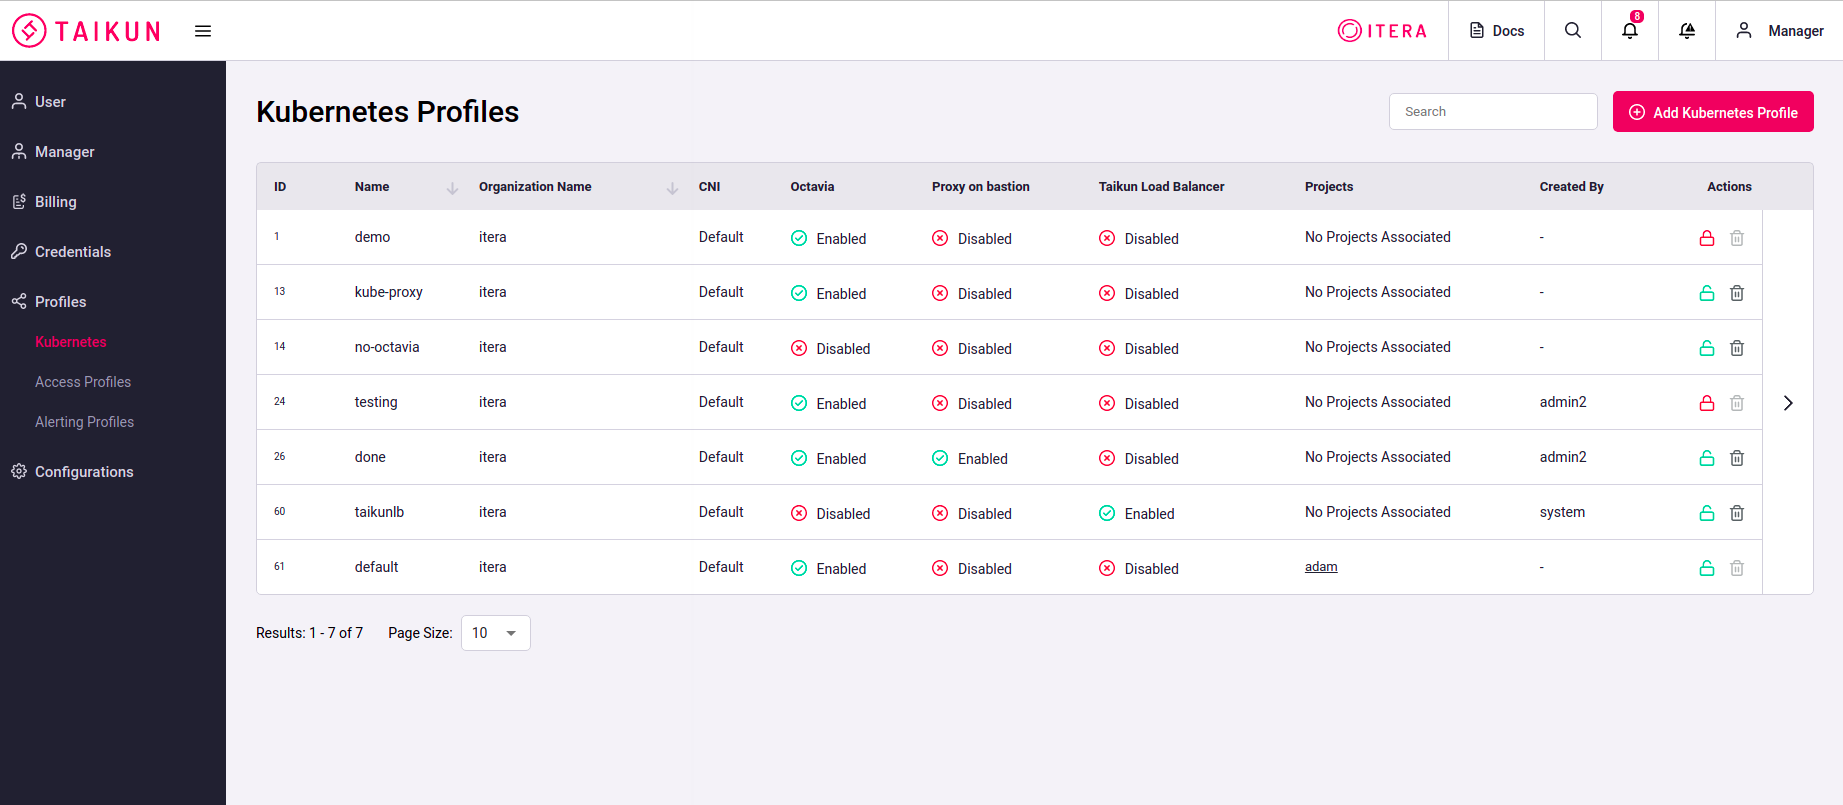 TAIKUN
ITERA
Docs
8
Manager
User
Manager
Billing
Credentials
Profiles
Kubernetes
Access Profiles
Alerting Profiles
Configurations
Kubernetes Profiles
Search
Add Kubernetes Profile
ID Name Organization Name CNI Octavia Proxy on bastion Taikun Load Balancer Projects Created By Actions
1 demo itera Default Enabled Disabled Disabled No Projects Associated -
13 kube-proxy itera Default Enabled Disabled Disabled No Projects Associated -
14 no-octavia itera Default Disabled Disabled Disabled No Projects Associated -
24 testing itera Default Enabled Disabled Disabled No Projects Associated admin2
26 done itera Default Enabled Enabled Disabled No Projects Associated admin2
60 taikunlb itera Default Disabled Disabled Enabled No Projects Associated system
61 default itera Default Enabled Disabled Disabled adam -
Results: 1 - 7 of 7 Page Size: 10